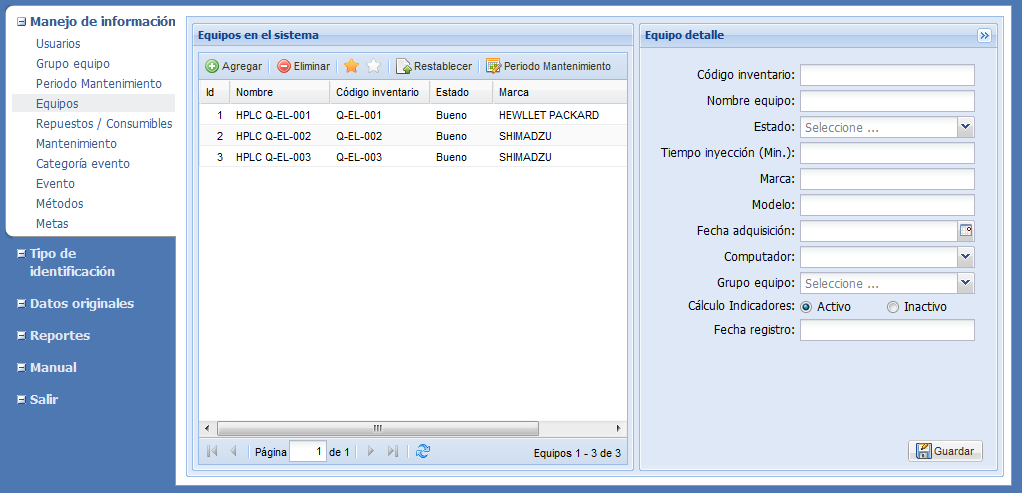 Manejo de información
Usuarios
Grupo equipo
Periodo Mantenimiento
Equipos
Repuestos / Consumibles
Mantenimiento
Categoría evento
Evento
Métodos
Metas
Tipo de
identificación
Datos originales
Reportes
Manual
Salir
Equipos en el sistema
Agregar Eliminar Restablecer Periodo Mantenimiento
Id Nombre Código inventario Estado Marca
1 HPLC Q-EL-001 Q-EL-001 Bueno HEWLLET PACKARD
2 HPLC Q-EL-002 Q-EL-002 Bueno SHIMADZU
3 HPLC Q-EL-003 Q-EL-003 Bueno SHIMADZU
Página 1 de 1 Equipos 1 - 3 de 3
Equipo detalle
Código inventario:
Nombre equipo:
Estado: Seleccione ...
Tiempo inyección (Min.):
Marca:
Modelo:
Fecha adquisición:
Computador:
Grupo equipo: Seleccione ...
Cálculo Indicadores: Activo Inactivo
Fecha registro:
Guardar